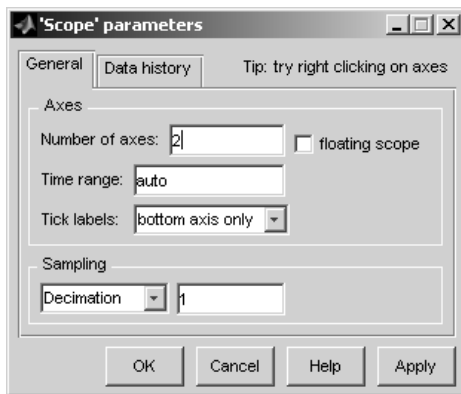 'Scope' parameters
General Data history Tip: try right clicking on axes
Axes
Number of axes: 2 floating scope
Time range: auto
Tick labels: bottom axis only
Sampling
Decimation 1
OK Cancel Help Apply